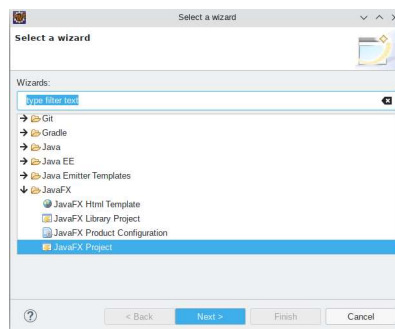 Select a wizard
Select a wizard
Wizards:
type filter text
Git
Gradle
Java
Java EE
Java Emitter Templates
JavaFX
JavaFX Html Template
JavaFX Library Project
JavaFX Product Configuration
JavaFX Project
? < Back Next > Finish Cancel